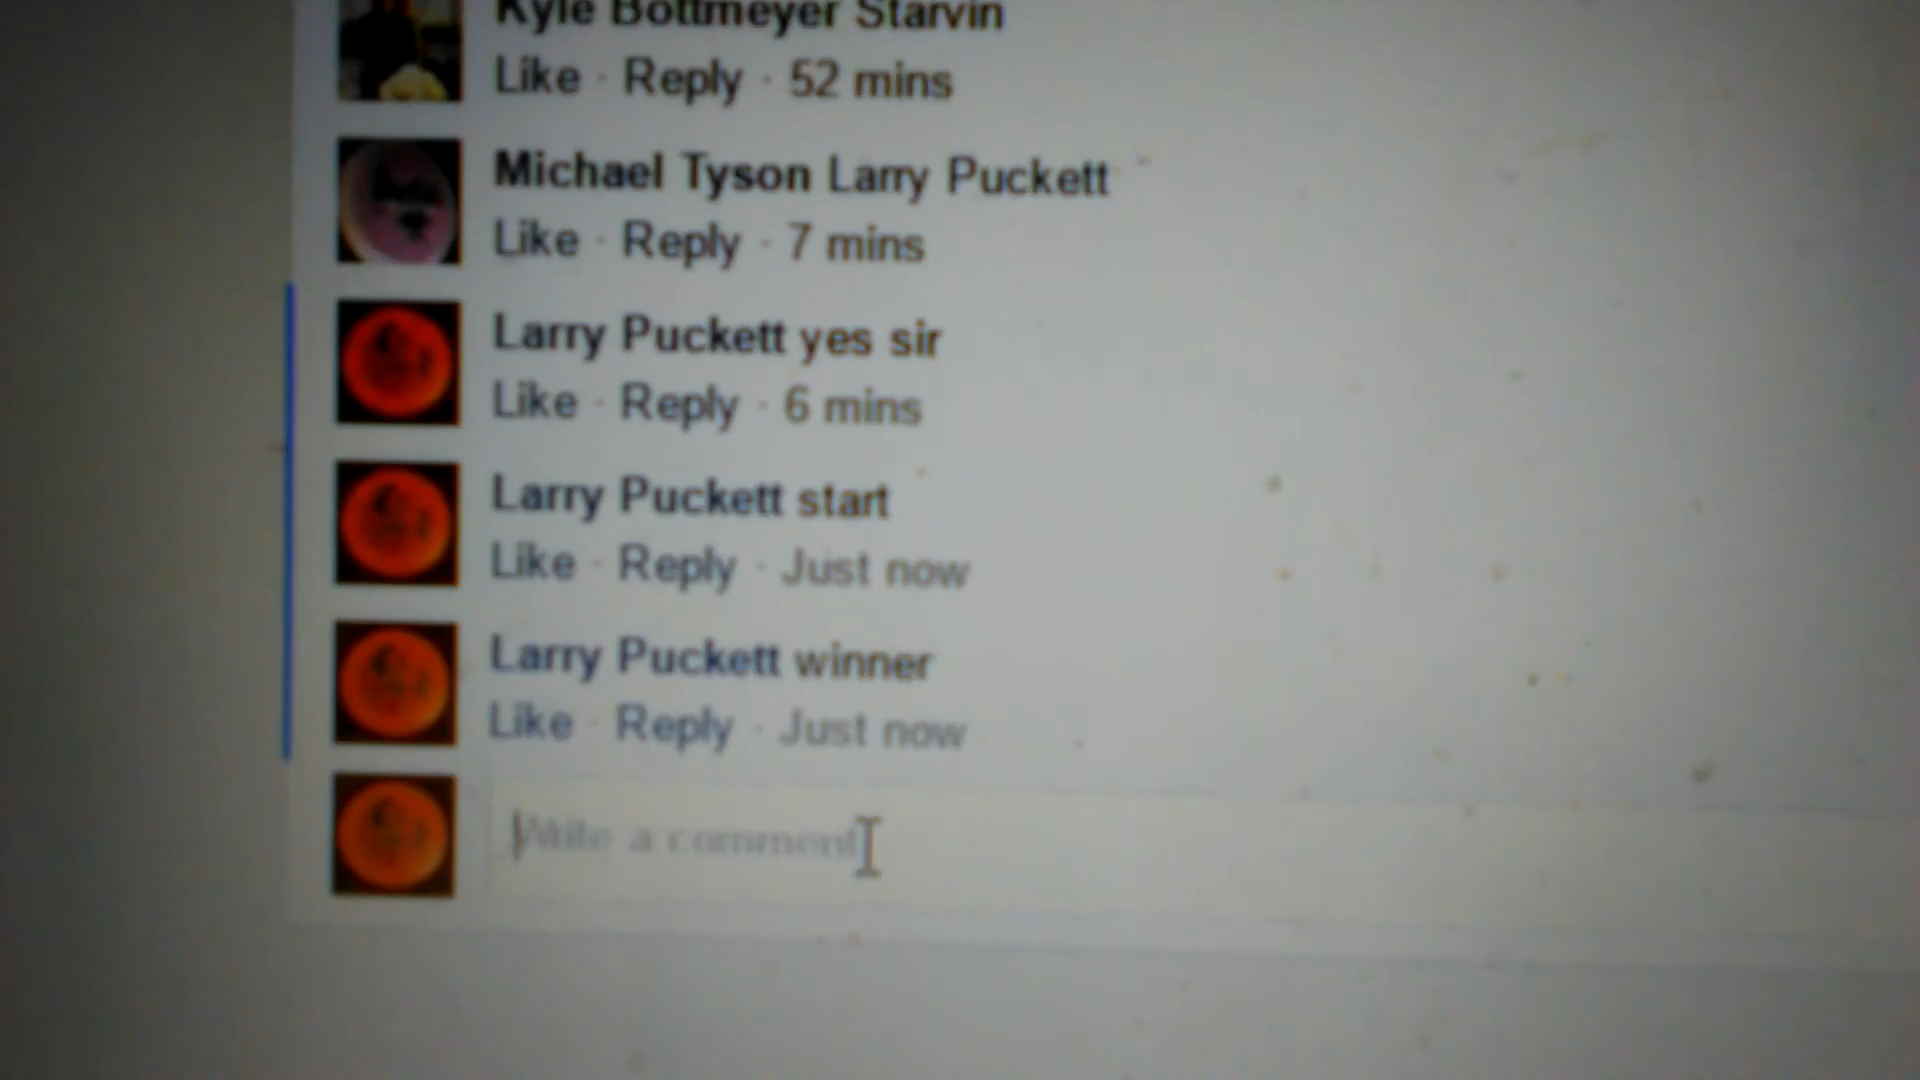 Kyle Bottmeyer Starvin
Like · Reply · 52 mins
Michael Tyson Larry Puckett
Like · Reply · 7 mins
Larry Puckett yes sir
Like · Reply · 6 mins
Larry Puckett start
Like · Reply · Just now
Larry Puckett winner
Like · Reply · Just now
Write a comment